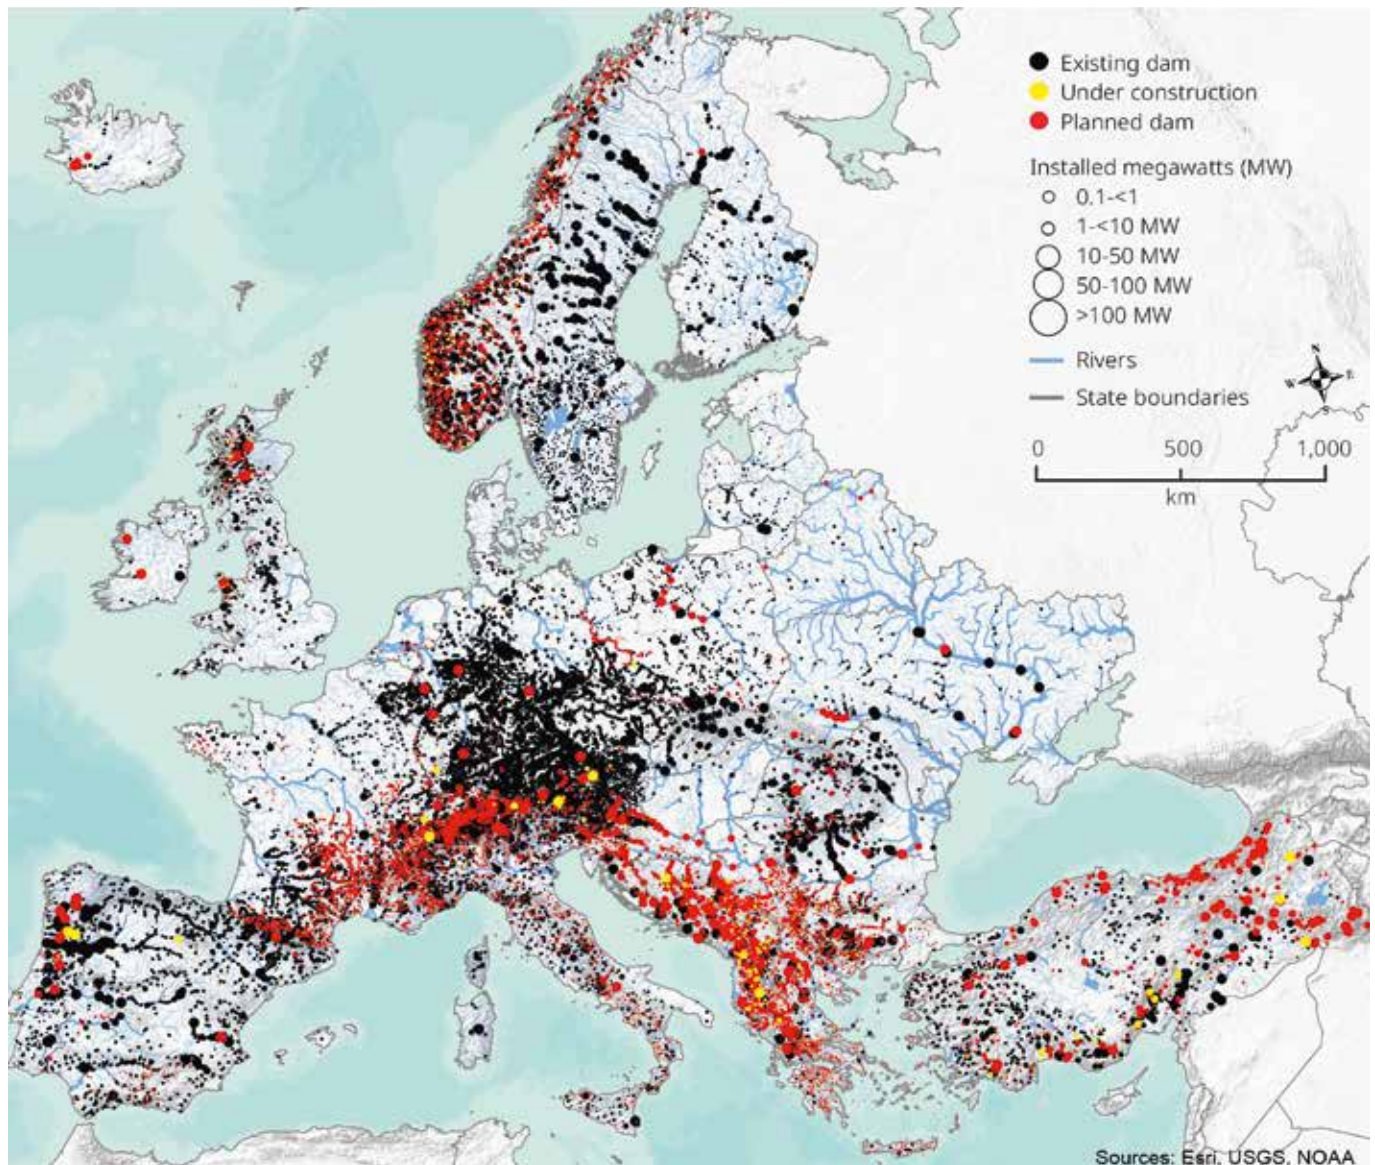 Existing dam
Under construction
Planned dam
Installed megawatts (MW)
0.1-<1
1-<10 MW
10-50 MW
50-100 MW
>100 MW
Rivers
State boundaries
N
W E
S
0 500 1,000
km
Sources: Esri, USGS, NOAA